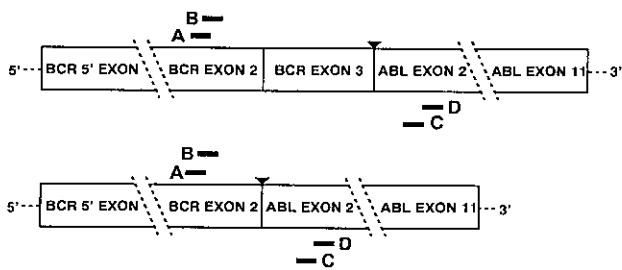 B
A
5' BCR 5' EXON BCR EXON 2 BCR EXON 3 ABL EXON 2 ABL EXON 11 3'
D
C
B
A
5' BCR 5' EXON BCR EXON 2 ABL EXON 2 ABL EXON 11 3'
D
C